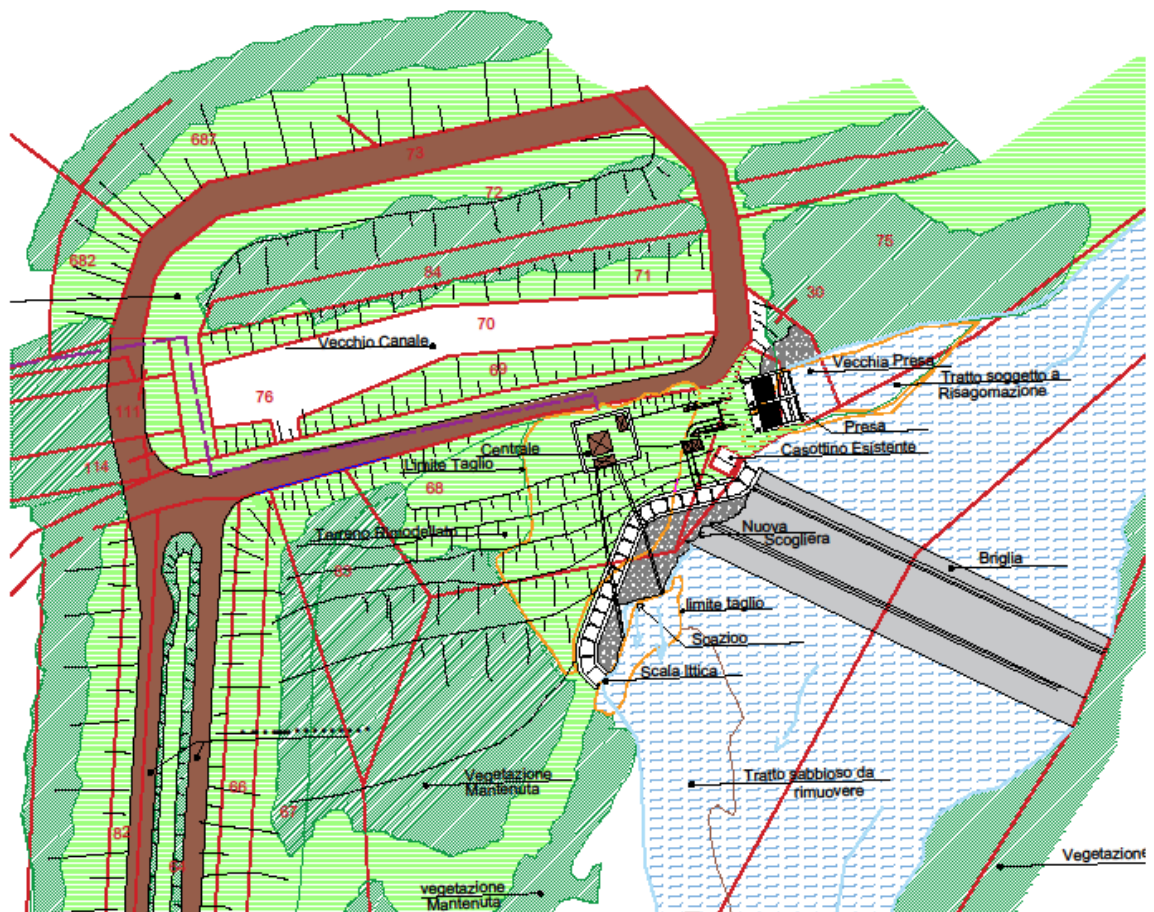 687
73
72
75
682
84
71
30
70
Vecchio Canale
Vecchia Presa
69
Tratto soggetto a
Risagomazione
111
76
Presa
Centrale
Casottino Esistente
Limite Taglio
114
68
Terreno Rimodellato
Nuova
Scogliera
Briglia
83
limite taglio
Scazioo
Scala Ittica
Vegetazione
Mantenuta
Tratto sabbioso da
rimuovere
66
67
82
Vegetazione
vegetazione
Mantenuta